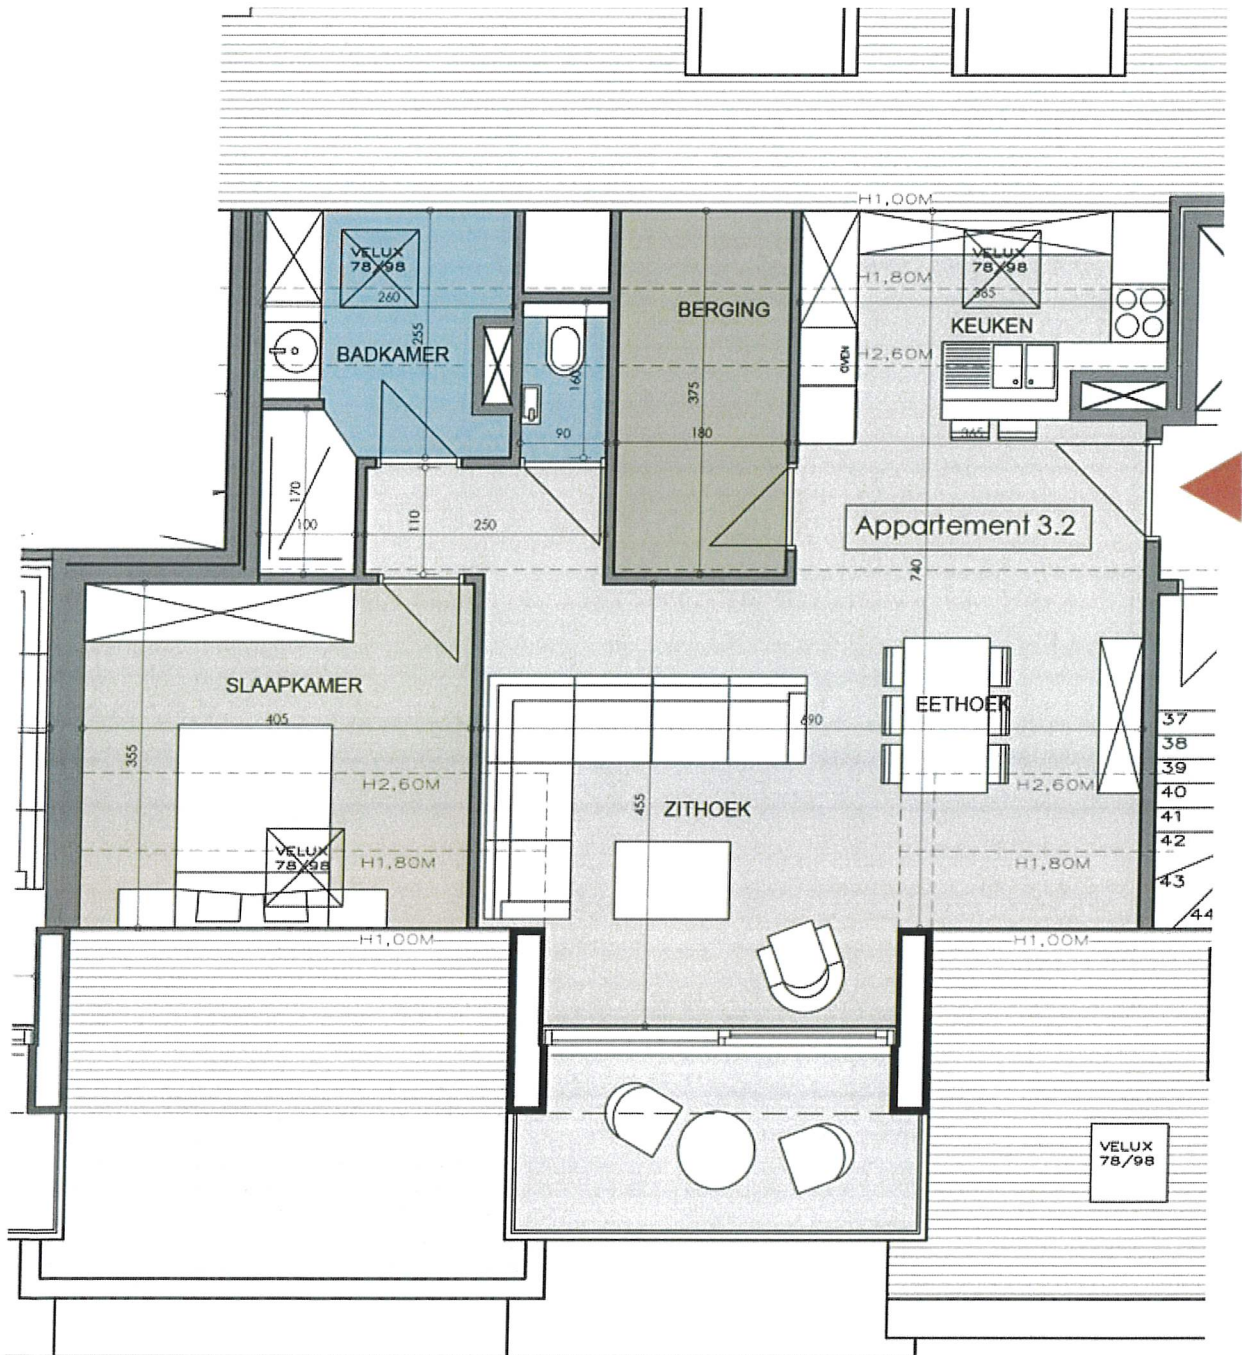 H1,00M
VELUX
78/98
260
255
BADKAMER
160
90
BERGING
375
180
VELUX
78/98
H1,80M
385
KEUKEN
H2,60M
OVEN
365
170
100
110
250
Appartement 3.2
740
SLAAPKAMER
405
355
H2,60M
VELUX
78/98
H1,80M
H1,00M
690
455
ZITHOEK
EETHOEK
H2,60M
H1,80M
H1,00M
37
38
39
40
41
42
43
44
VELUX
78/98